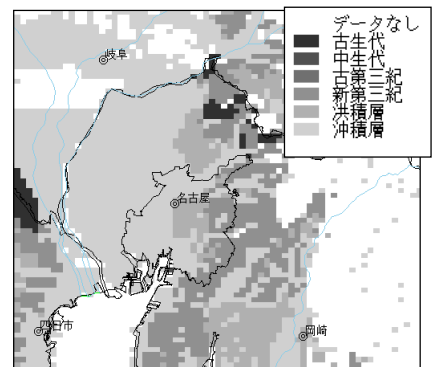 データなし
古生代
中生代
古第三紀
新第三紀
洪積層
沖積層
岐阜
名古屋
四日市
岡崎